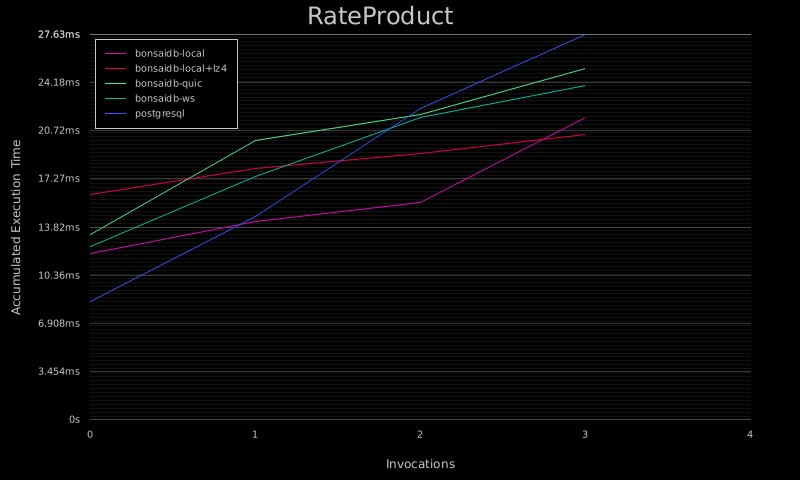 RateProduct
27.63ms
24.18ms
20.72ms
17.27ms
13.82ms
10.36ms
6.908ms
3.454ms
0s
bonsaidb-local
bonsaidb-local+lz4
bonsaidb-quic
bonsaidb-ws
postgresql
Accumulated Execution Time
0 1 2 3 4
Invocations